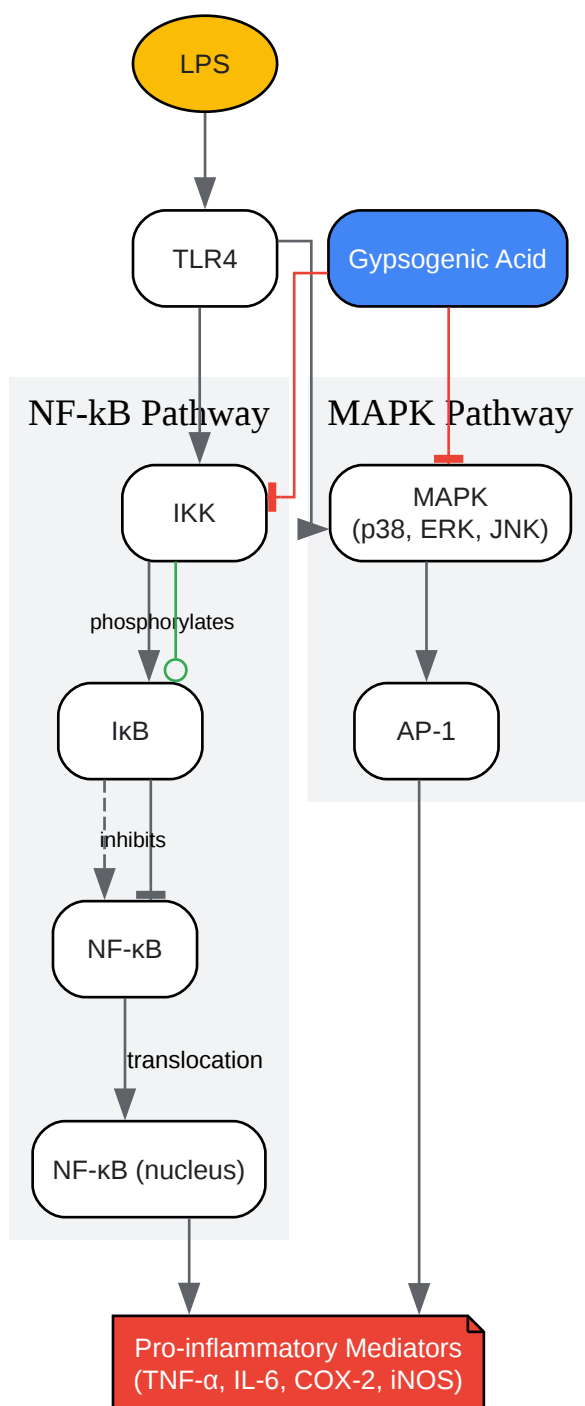 LPS
TLR4
Gypsogenic Acid
NF-kB Pathway
MAPK Pathway
IKK
MAPK
(p38, ERK, JNK)
phosphorylates
IκB
AP-1
inhibits
NF-κB
translocation
NF-κB (nucleus)
Pro-inflammatory Mediators
(TNF-α, IL-6, COX-2, iNOS)